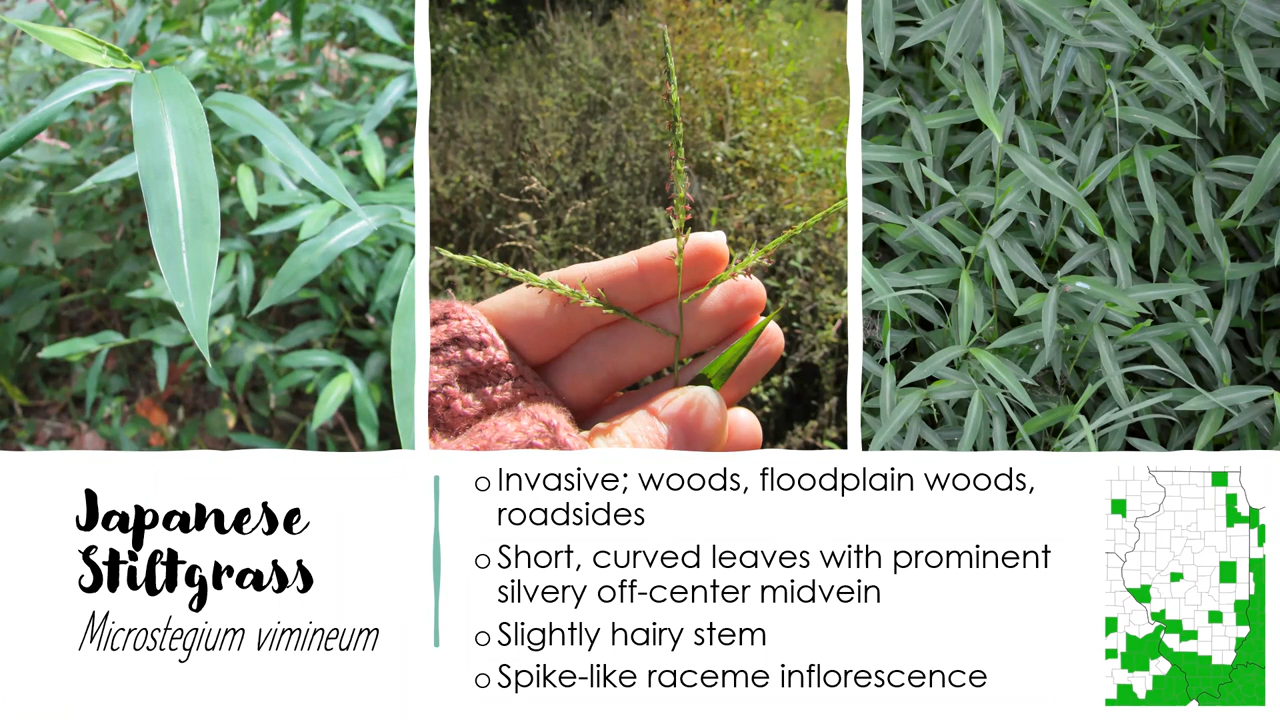 Japanese
Stiltgrass
Microstegium vimineum
o Invasive; woods, floodplain woods,
roadsides
o Short, curved leaves with prominent
silvery off-center midvein
o Slightly hairy stem
o Spike-like raceme inflorescence